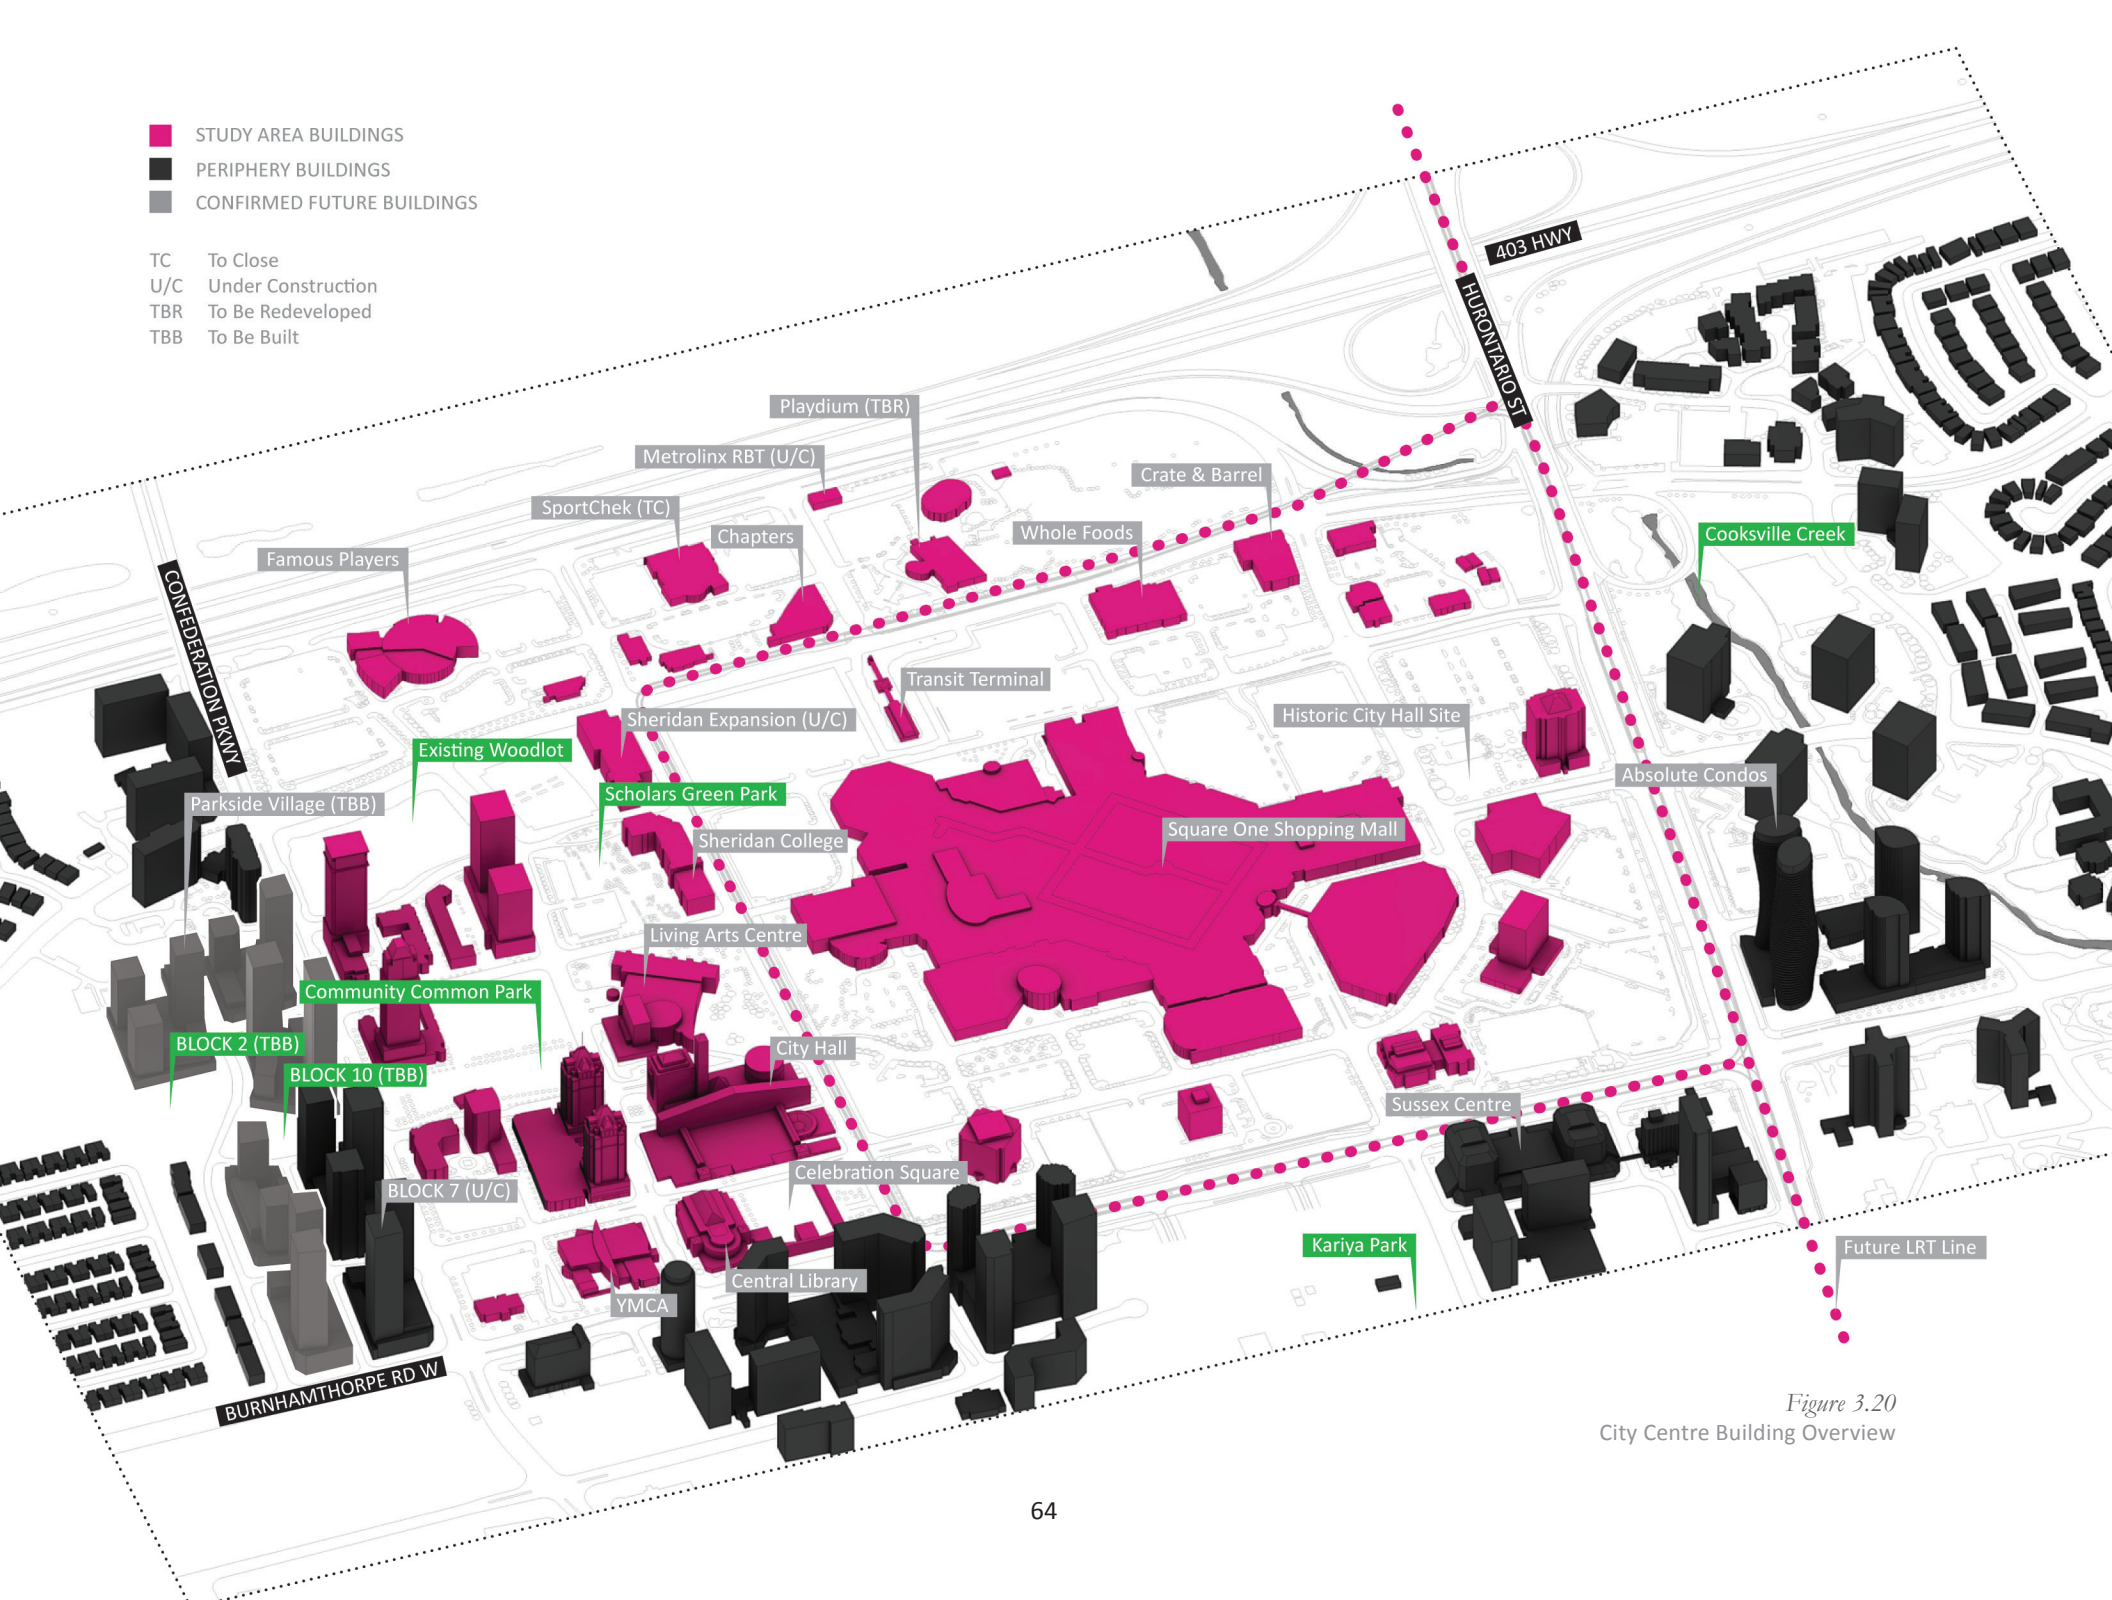 STUDY AREA BUILDINGS
PERIPHERY BUILDINGS
CONFIRMED FUTURE BUILDINGS
TC To Close
U/C Under Construction
TBR To Be Redeveloped
TBB To Be Built
403 HWY
HURONTARIO ST
Playdium (TBR)
Metrolinx RBT (U/C)
Crate & Barrel
SportChek (TC)
Chapters
Whole Foods
Cooksville Creek
Famous Players
CONFEDERATION PKWY
Transit Terminal
Sheridan Expansion (U/C)
Historic City Hall Site
Existing Woodlot
Absolute Condos
Scholars Green Park
Parkside Village (TBB)
Square One Shopping Mall
Sheridan College
Living Arts Centre
Community Common Park
BLOCK 2 (TBB)
City Hall
BLOCK 10 (TBB)
Sussex Centre
Celebration Square
BLOCK 7 (U/C)
Kariya Park
Future LRT Line
Central Library
YMCA
BURNHAMTHORPE RD W
Figure 3.20
City Centre Building Overview
64